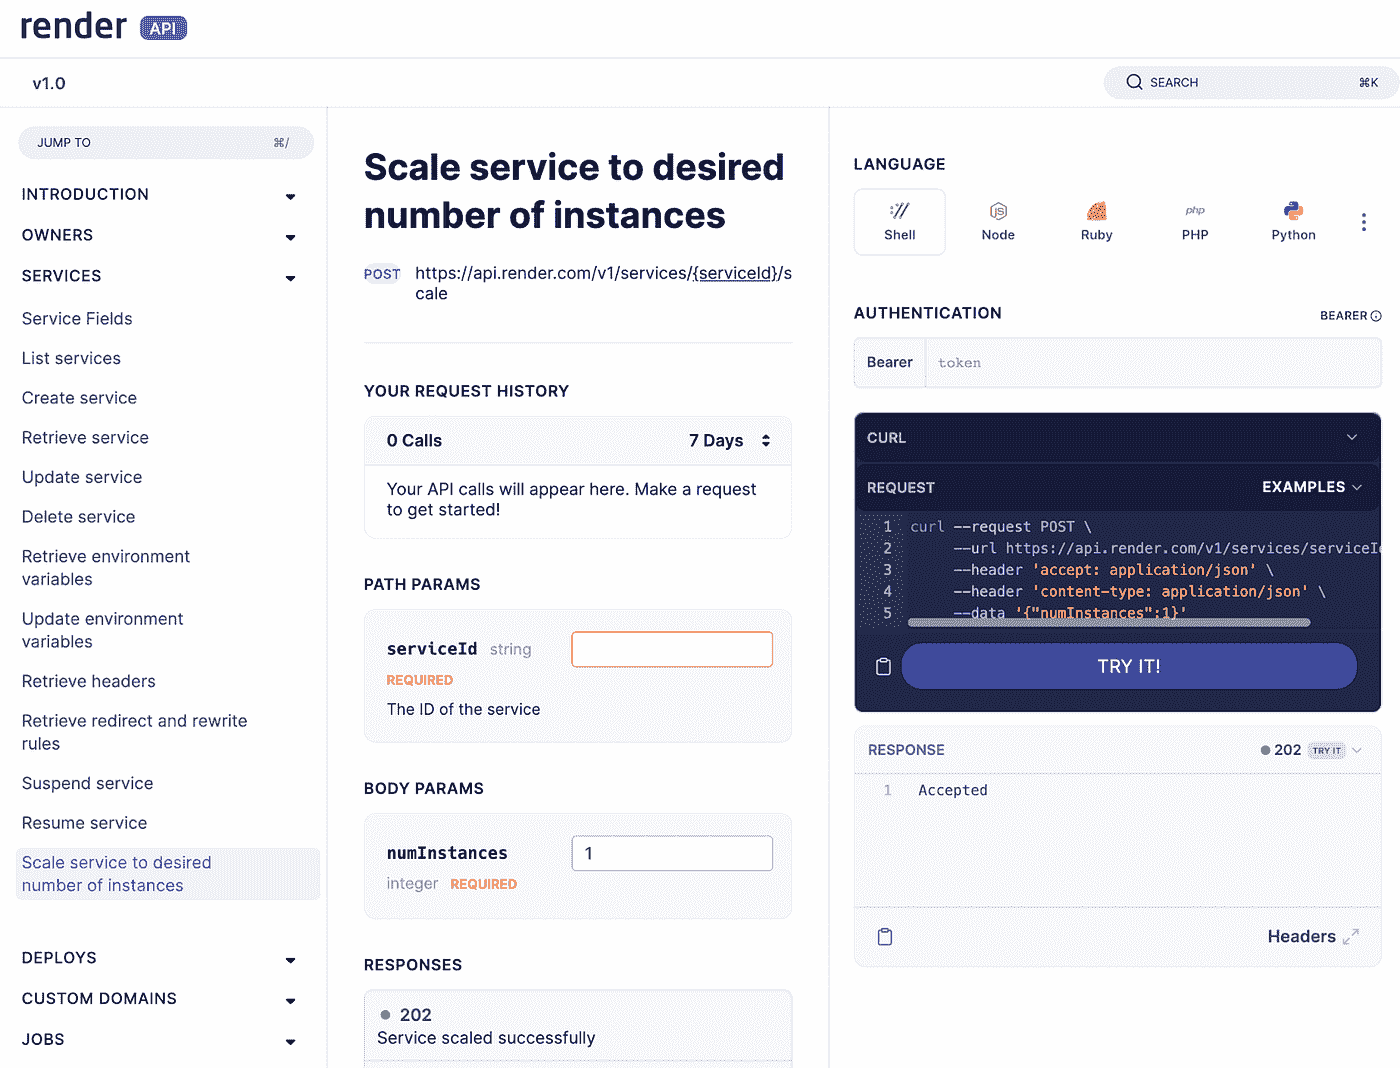 render API
v1.0
SEARCH ⌘K
JUMP TO ⌘/
INTRODUCTION
OWNERS
SERVICES
Service Fields
List services
Create service
Retrieve service
Update service
Delete service
Retrieve environment
variables
Update environment
variables
Retrieve headers
Retrieve redirect and rewrite
rules
Suspend service
Resume service
Scale service to desired
number of instances
DEPLOYS
CUSTOM DOMAINS
JOBS
Scale service to desired
number of instances
POST https://api.render.com/v1/services/{serviceId}/s
cale
YOUR REQUEST HISTORY
0 Calls 7 Days
Your API calls will appear here. Make a request
to get started!
PATH PARAMS
serviceId string
REQUIRED
The ID of the service
BODY PARAMS
numInstances 1
integer REQUIRED
RESPONSES
202
Service scaled successfully
LANGUAGE
Shell Node Ruby php PHP Python
AUTHENTICATION BEARER
Bearer token
CURL
REQUEST EXAMPLES
1 curl --request POST \
2 --url https://api.render.com/v1/services/serviceId
3 --header 'accept: application/json' \
4 --header 'content-type: application/json' \
5 --data '{"numInstances":1}'
TRY IT!
RESPONSE 202 TRY IT
1 Accepted
Headers